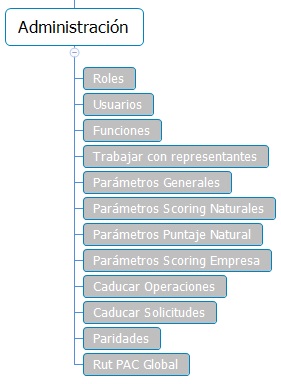 Administración
Roles
Usuarios
Funciones
Trabajar con representantes
Parámetros Generales
Parámetros Scoring Naturales
Parámetros Puntaje Natural
Parámetros Scoring Empresa
Caducar Operaciones
Caducar Solicitudes
Paridades
Rut PAC Global